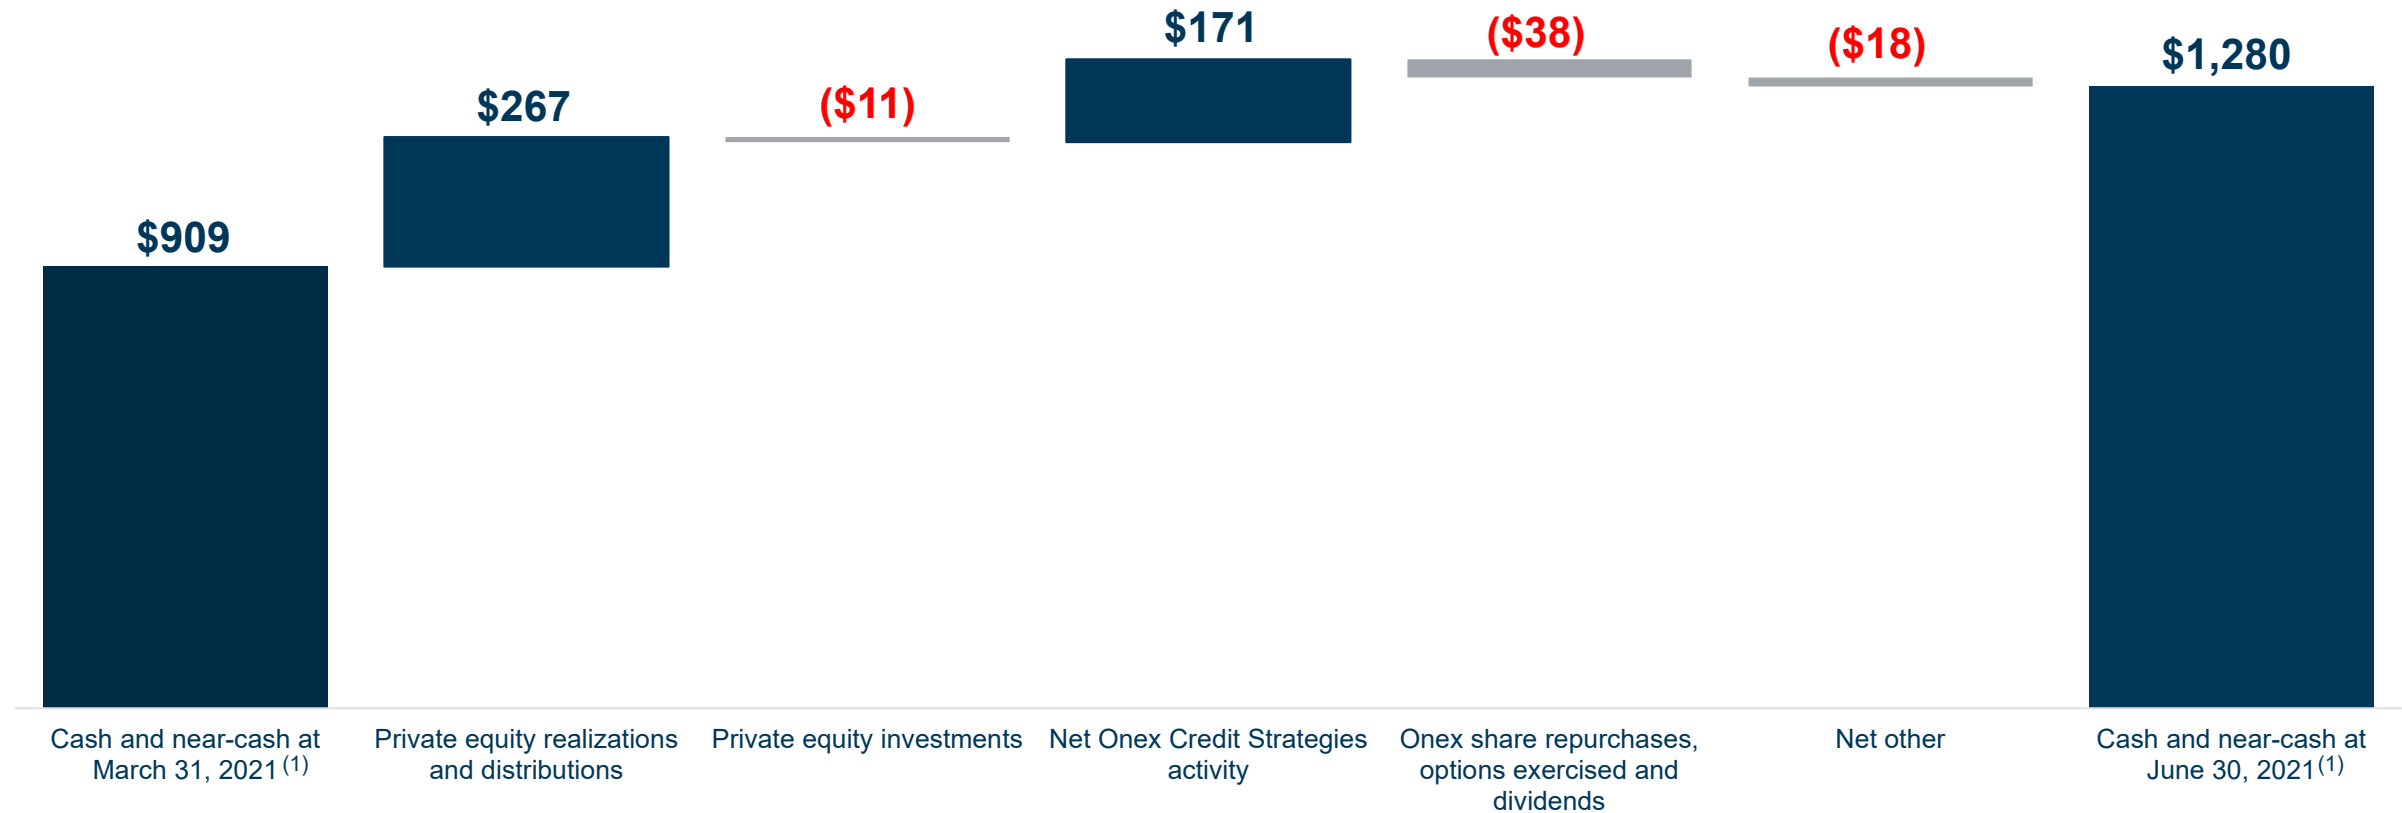 $909
$267
($11)
$171
($38)
($18)
$1,280
Cash and near-cash at
March 31, 2021 (1)
Private equity realizations
and distributions
Private equity investments
Net Onex Credit Strategies
activity
Onex share repurchases,
options exercised and
dividends
Net other
Cash and near-cash at
June 30, 2021 (1)